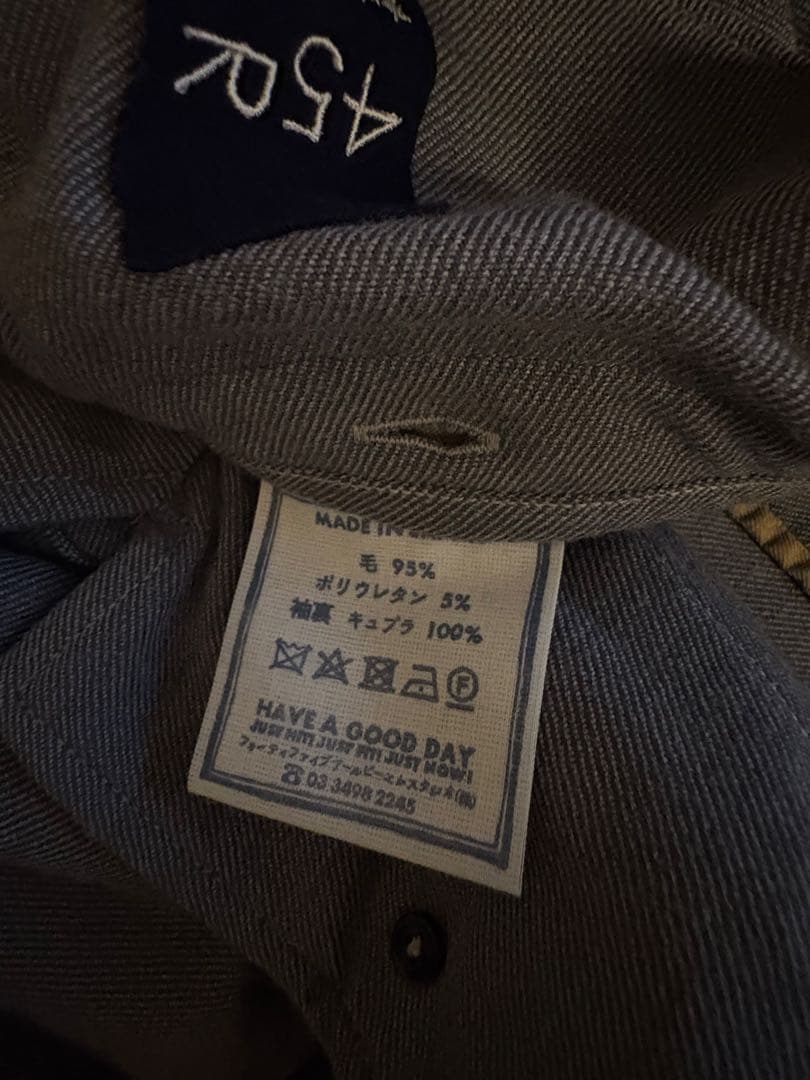 45R
MADE IN
毛 95%
ポリウレタン 5%
袖裏 キュプラ 100%
F
HAVE A GOOD DAY
JUST HIT! JUST FIT! JUST NOW!
フォーティファイブアールピーエムスタジオ(株)
☎ 03 3498 2245